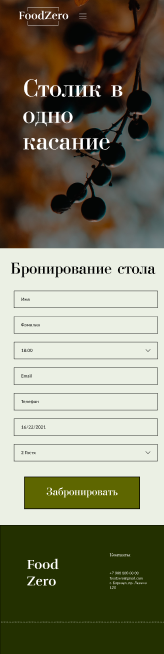 FoodZero
Столик в
одно
касание
Бронирование стола
Имя
Фамилия
18:00
Email
Телефон
16/22/2021
2 Гостя
Забронировать
Food
Zero
Контакты